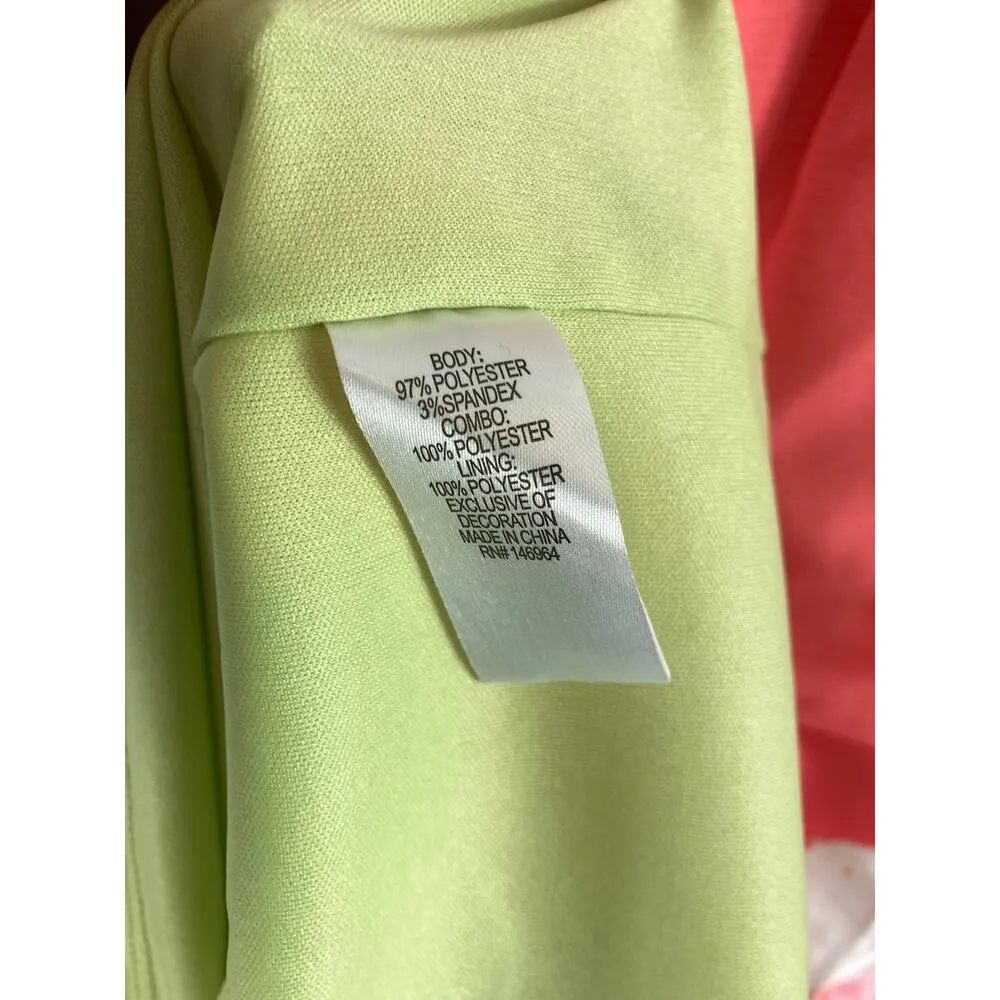 BODY:
97% POLYESTER
3%SPANDEX
COMBO:
100% POLYESTER
LINING:
100% POLYESTER
EXCLUSIVE OF
DECORATION
MADE IN CHINA
RN# 146964